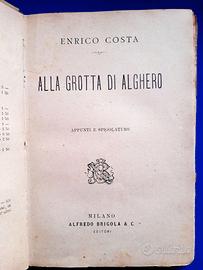 ENRICO COSTA
ALLA GROTTA DI ALGHERO
APPUNTI E SPIGOLATURE
MILANO
ALFREDO BRIGOLA & C.
EDITORI